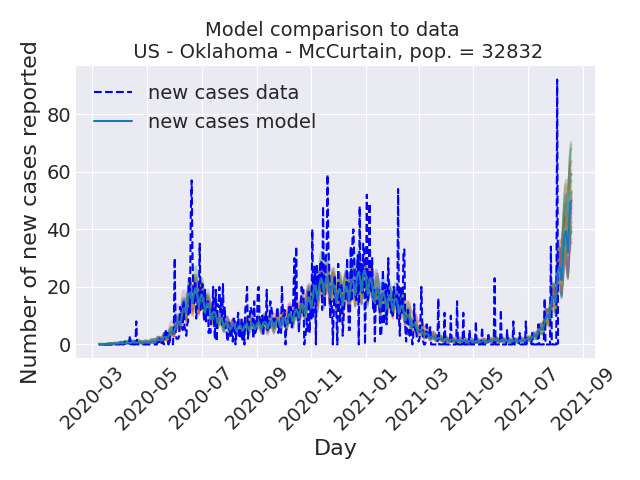 Model comparison to data
US - Oklahoma - McCurtain, pop. = 32832
Number of new cases reported
80
60
40
20
0
new cases data
new cases model
2020-03
2020-05
2020-07
2020-09
2020-11
2021-01
2021-03
2021-05
2021-07
2021-09
Day